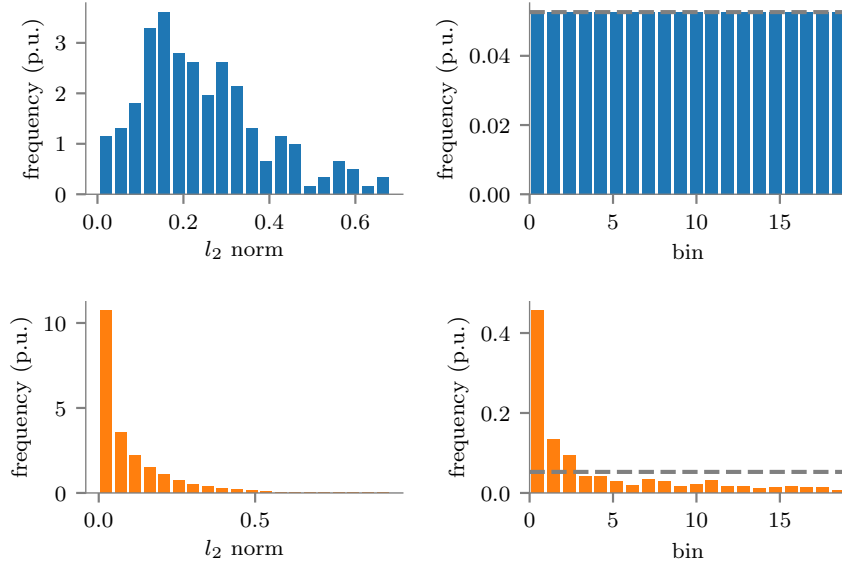 frequency (p.u.)
3
2
1
0
0.0 0.2 0.4 0.6
l₂ norm
frequency (p.u.)
0.04
0.02
0.00
0 5 10 15
bin
frequency (p.u.)
10
5
0
0.0 0.5
l₂ norm
frequency (p.u.)
0.4
0.2
0.0
0 5 10 15
bin